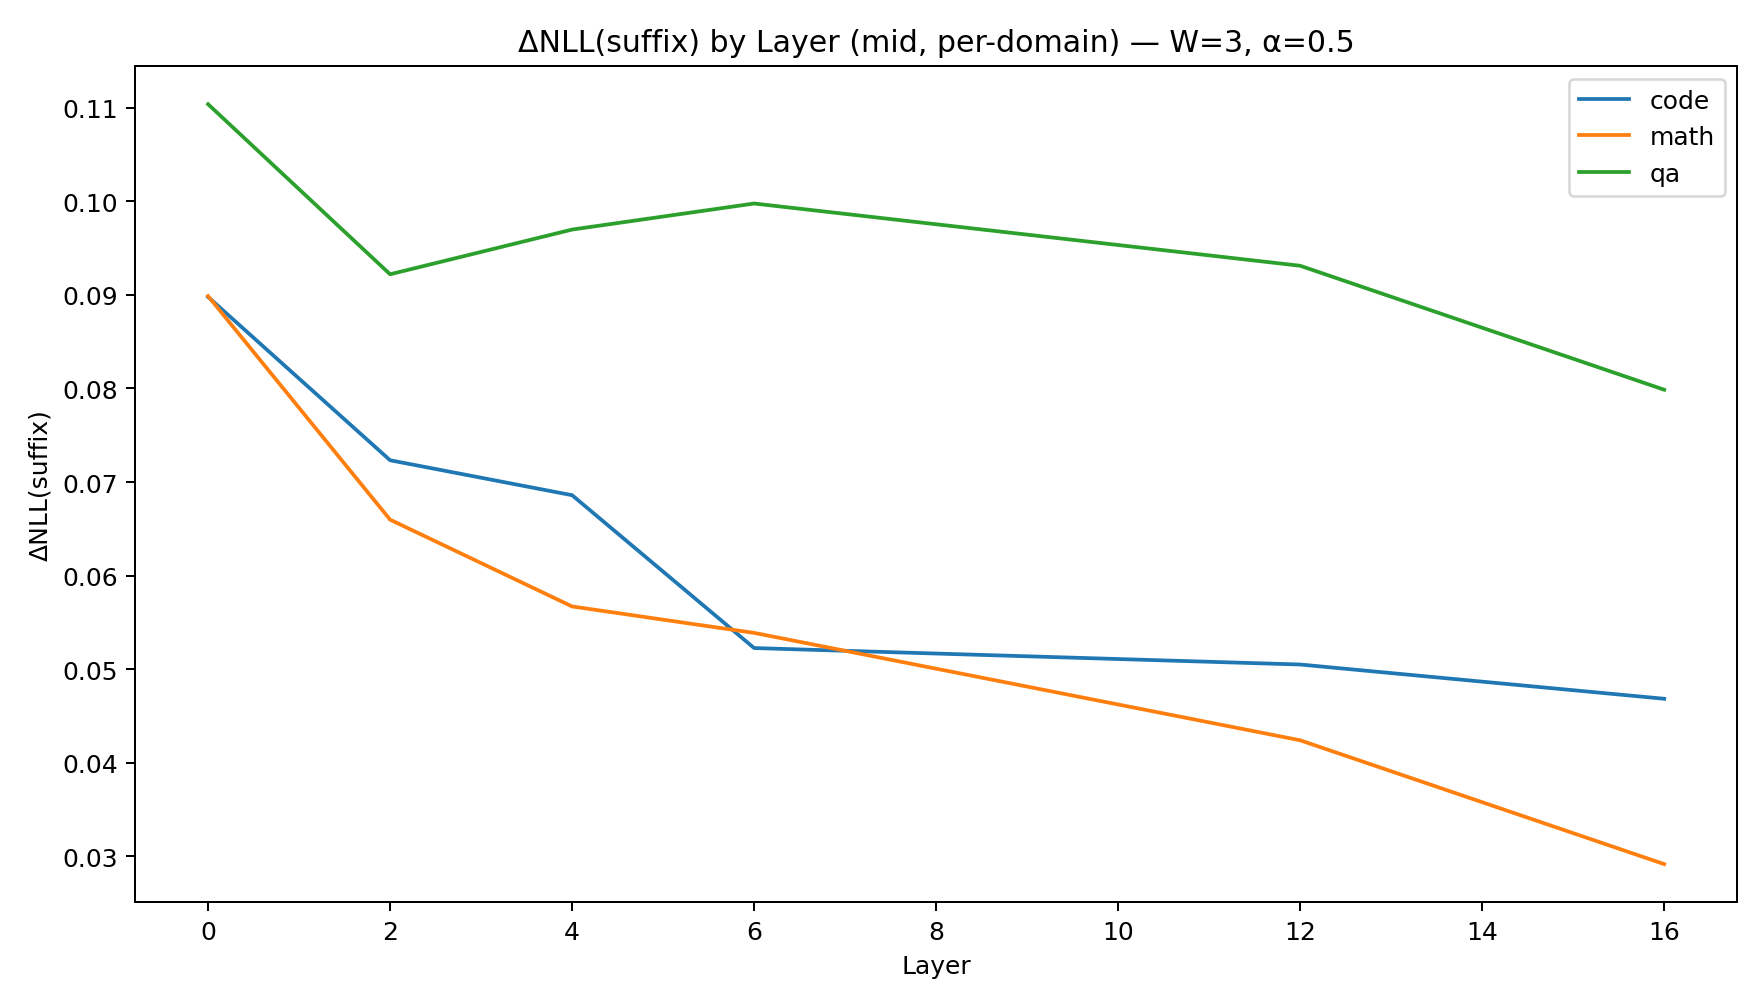 ΔNLL(suffix) by Layer (mid, per-domain) — W=3, α=0.5
code
math
qa
ΔNLL(suffix)
0.11
0.10
0.09
0.08
0.07
0.06
0.05
0.04
0.03
0 2 4 6 8 10 12 14 16
Layer